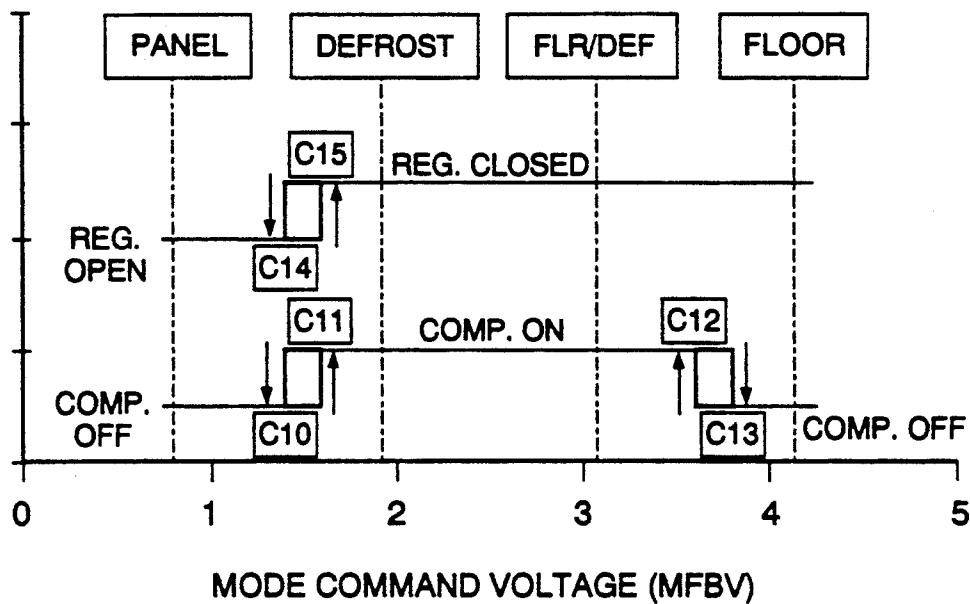 PANEL DEFROST FLR/DEF FLOOR
C15
REG. CLOSED
REG.
OPEN
C14
C11 COMP. ON C12
COMP.
OFF
C10 C13 COMP. OFF
0 1 2 3 4 5
MODE COMMAND VOLTAGE (MFBV)